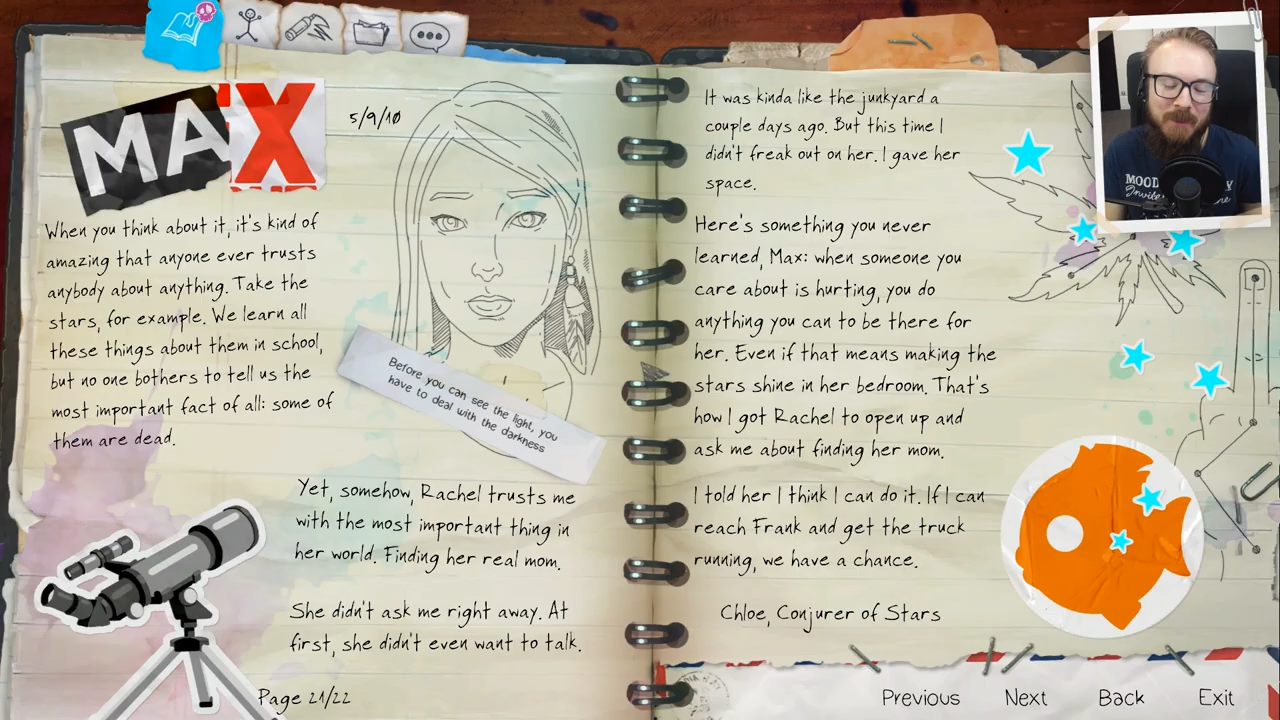 MAX
5/9/10
When you think about it, it's kind of
amazing that anyone ever trusts
anybody about anything. Take the
stars, for example. We learn all
these things about them in school,
but no one bothers to tell us the
most important fact of all: some of
them are dead.
Before you can see the light, you
have to deal with the darkness
Yet, somehow, Rachel trusts me
with the most important thing in
her world. Finding her real mom.
She didn't ask me right away. At
first, she didn't even want to talk.
Page 21/22
It was kinda like the junkyard a
couple days ago. But this time I
didn't freak out on her. I gave her
space.
Here's something you never
learned, Max: when someone you
care about is hurting, you do
anything you can to be there for
her. Even if that means making the
stars shine in her bedroom. That's
how I got Rachel to open up and
ask me about finding her mom.
I told her I think I can do it. If I can
reach Frank and get the truck
running, we have a chance.
Chloe, Conjurer of Stars
Previous Next Back Exit